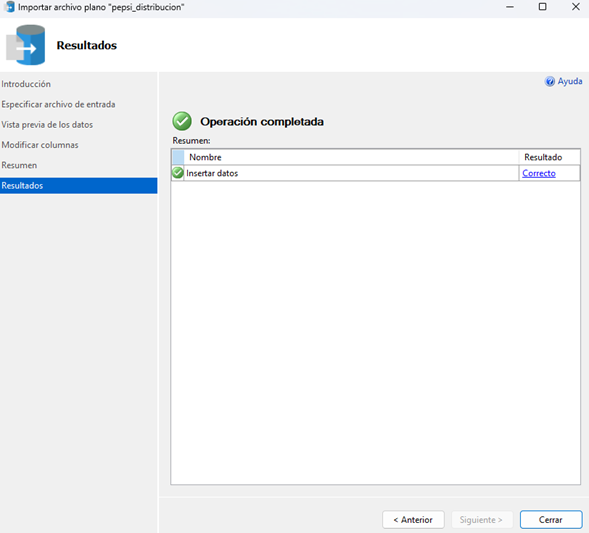 Importar archivo plano "pepsi_distribucion"
Resultados
Ayuda
Introducción
Especificar archivo de entrada
Vista previa de los datos
Modificar columnas
Resumen
Resultados
Operación completada
Resumen:
Nombre Resultado
Insertar datos Correcto
< Anterior Siguiente > Cerrar